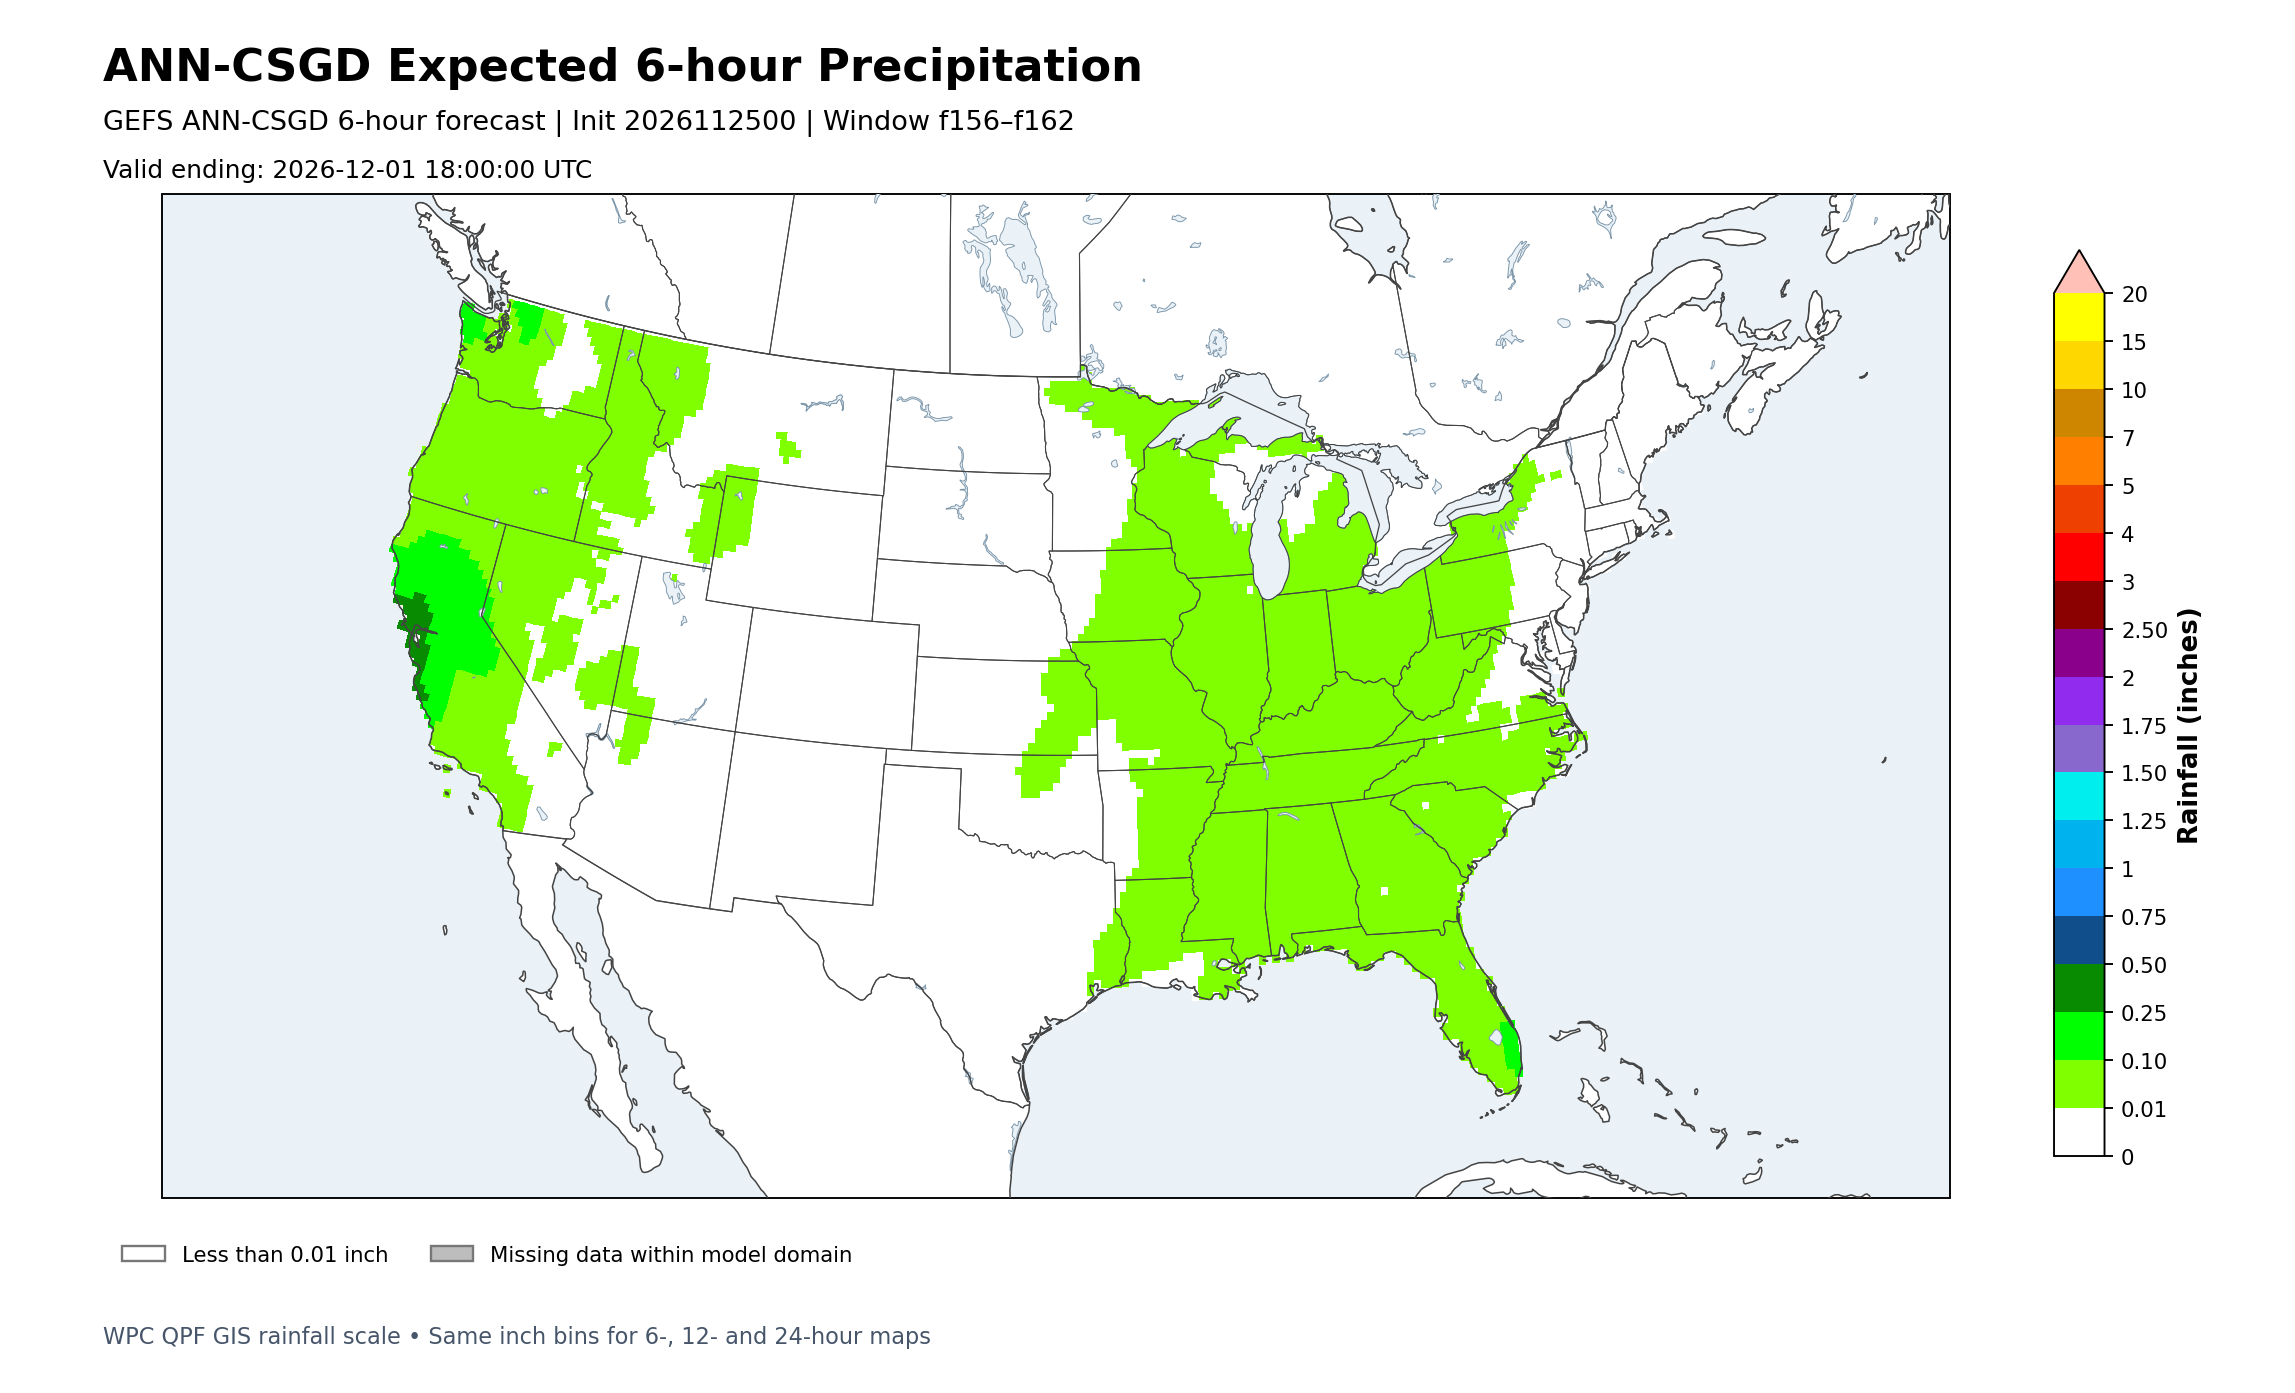 ANN-CSGD Expected 6-hour Precipitation
GEFS ANN-CSGD 6-hour forecast | Init 2026112500 | Window f156–f162
Valid ending: 2026-12-01 18:00:00 UTC
20
15
10
7
5
4
3
2.50
2
1.75
1.50
1.25
1
0.75
0.50
0.25
0.10
0.01
0
Rainfall (inches)
Less than 0.01 inch
Missing data within model domain
WPC QPF GIS rainfall scale • Same inch bins for 6-, 12- and 24-hour maps